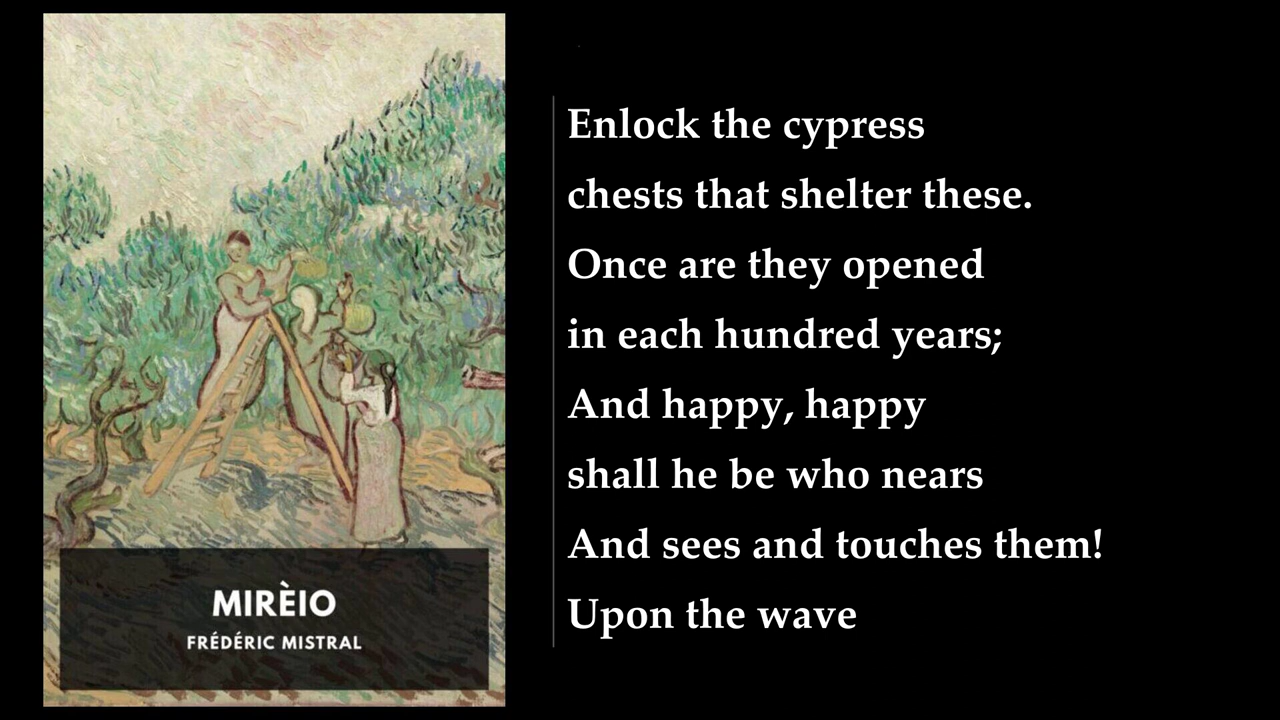 MIRÈIO
FRÉDÉRIC MISTRAL
Enlock the cypress
chests that shelter these.
Once are they opened
in each hundred years;
And happy, happy
shall he be who nears
And sees and touches them!
Upon the wave